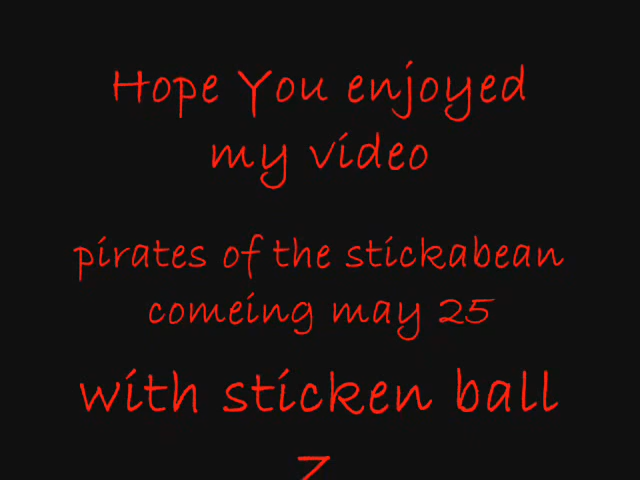 Hope You enjoyed
my video
pirates of the stickabean
comeing may 25
with sticken ball
Z